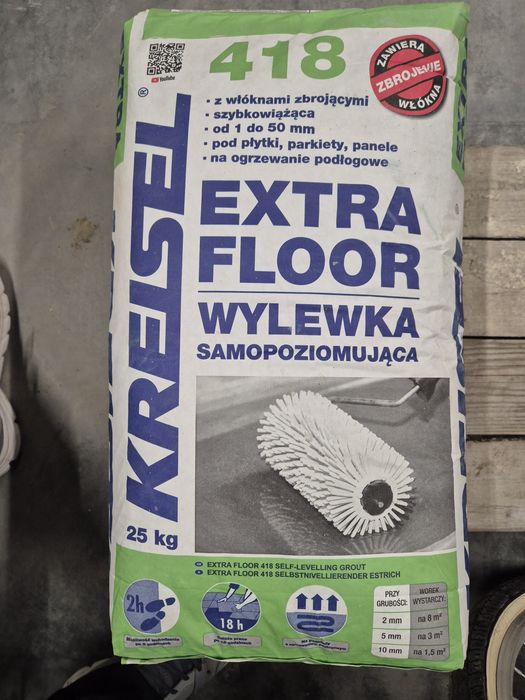 YouTube
418
ZAWIERA
ZBROJENIE
WŁÓKNA
• z włóknami zbrojącymi
• szybkowiążąca
• od 1 do 50 mm
• pod płytki, parkiety, panele
• na ogrzewanie podłogowe
KREISEL®
EXTRA
FLOOR
WYLEWKA
SAMOPOZIOMUJĄCA
25 kg
EXTRA FLOOR 418 SELF-LEVELLING GROUT
EXTRA FLOOR 418 SELBSTNIVELLIERENDER ESTRICH
2h
18 h
PRZY GRUBOŚCI: WOREK WYSTARCZY:
2 mm na 8 m²
5 mm na 3 m²
10 mm na 1,5 m²